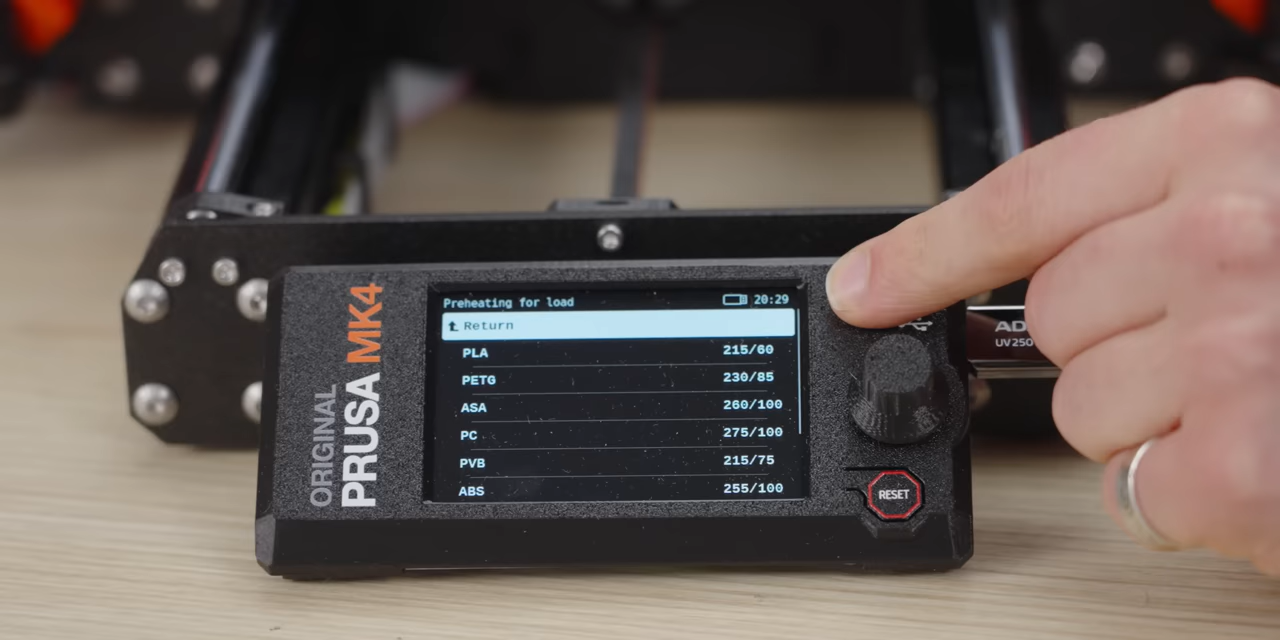 ORIGINAL
PRUSA MK4
Preheating for load 20:29
Return
PLA 215/60
PETG 230/85
ASA 260/100
PC 275/100
PVB 215/75
ABS 255/100
RESET
UV250